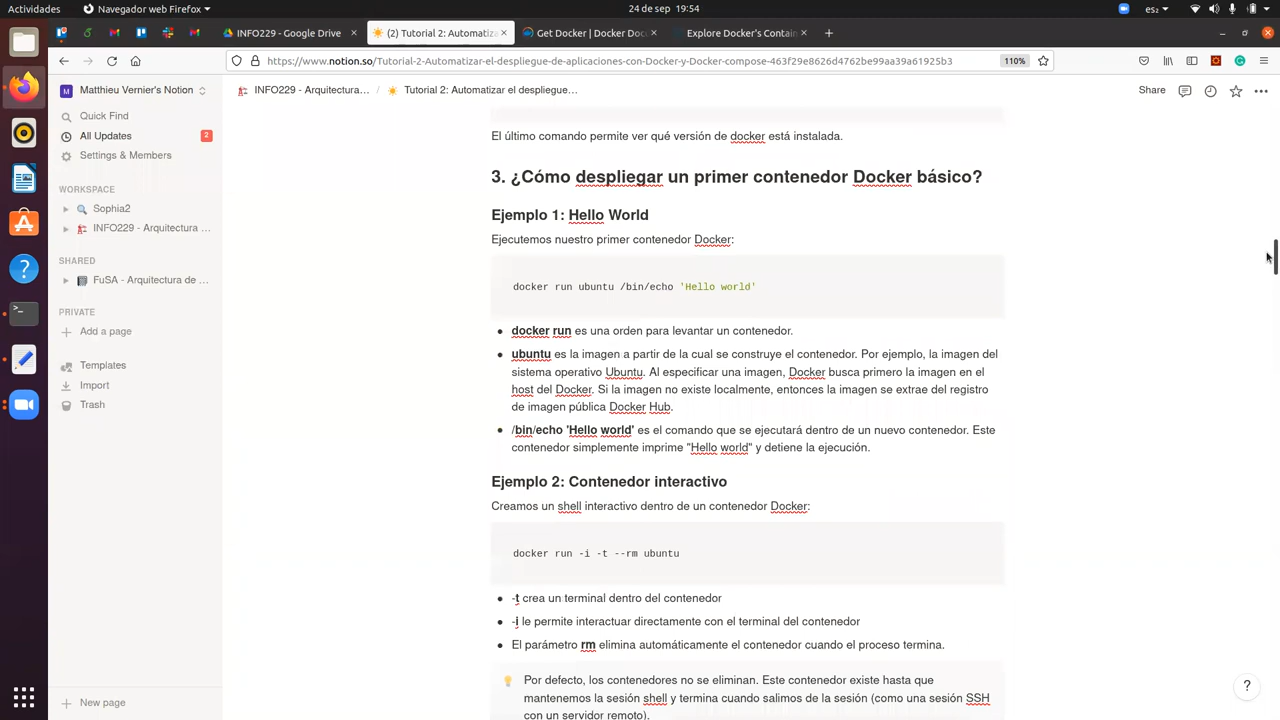 Actividades
Navegador web Firefox
24 de sep 19:54
es₂
INFO229 - Google Drive
(2) Tutorial 2: Automatiza
Get Docker | Docker Doc
Explore Docker's Contain
https://www.notion.so/Tutorial-2-Automatizar-el-despliegue-de-aplicaciones-con-Docker-y-Docker-compose-463f29e8626d4762be99aa39a61925b3
110%
M Matthieu Vernier's Notion
INFO229 - Arquitectura... / Tutorial 2: Automatizar el despliegue...
Share
Quick Find
All Updates 2
Settings & Members
WORKSPACE
Sophia2
INFO229 - Arquitectura ...
SHARED
FuSA - Arquitectura de ...
PRIVATE
Add a page
Templates
Import
Trash
New page
El último comando permite ver qué versión de docker está instalada.
3. ¿Cómo despliegar un primer contenedor Docker básico?
Ejemplo 1: Hello World
Ejecutemos nuestro primer contenedor Docker:
docker run ubuntu /bin/echo 'Hello world'
docker run es una orden para levantar un contenedor.
ubuntu es la imagen a partir de la cual se construye el contenedor. Por ejemplo, la imagen del
sistema operativo Ubuntu. Al especificar una imagen, Docker busca primero la imagen en el
host del Docker. Si la imagen no existe localmente, entonces la imagen se extrae del registro
de imagen pública Docker Hub.
/bin/echo 'Hello world' es el comando que se ejecutará dentro de un nuevo contenedor. Este
contenedor simplemente imprime "Hello world" y detiene la ejecución.
Ejemplo 2: Contenedor interactivo
Creamos un shell interactivo dentro de un contenedor Docker:
docker run -i -t --rm ubuntu
-t crea un terminal dentro del contenedor
-i le permite interactuar directamente con el terminal del contenedor
El parámetro rm elimina automáticamente el contenedor cuando el proceso termina.
Por defecto, los contenedores no se eliminan. Este contenedor existe hasta que
mantenemos la sesión shell y termina cuando salimos de la sesión (como una sesión SSH
con un servidor remoto).
?